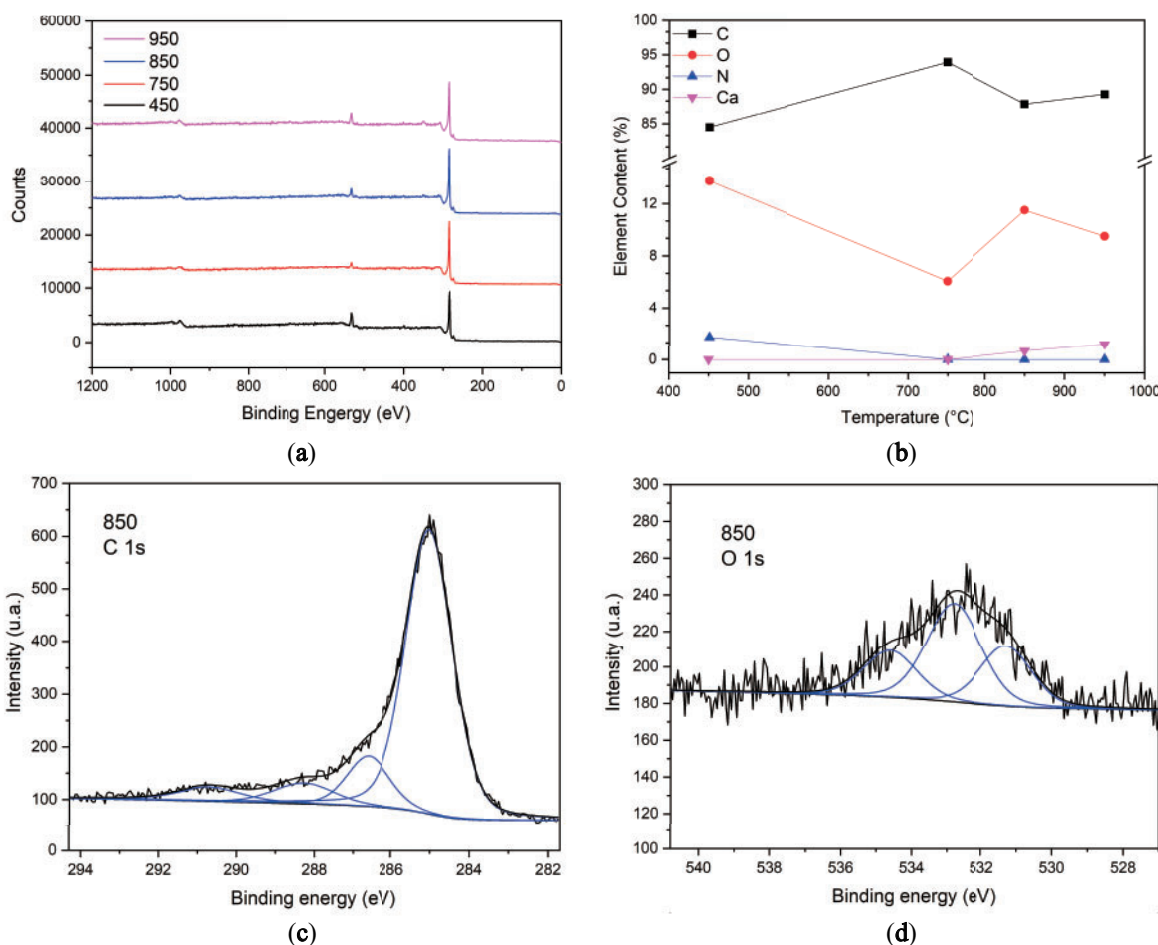 60000
50000
40000
30000
20000
10000
0
950
850
750
450
Counts
1200 1000 800 600 400 200 0
Binding Engergy (eV)
(a)
100
95
90
85
12
8
4
0
C
O
N
Ca
Element Content (%)
400 500 600 700 800 900 1000
Temperature (°C)
(b)
700
600
500
400
300
200
100
0
850
C 1s
Intensity (u.a.)
294 292 290 288 286 284 282
Binding energy (eV)
(c)
300
280
260
240
220
200
180
160
140
120
100
850
O 1s
Intensity (u.a.)
540 538 536 534 532 530 528
Binding energy (eV)
(d)